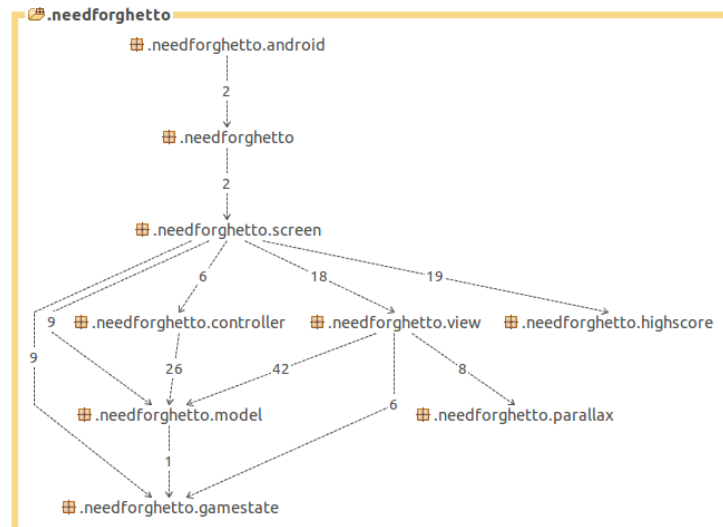 .needforghetto
.needforghetto.android
2
.needforghetto
2
.needforghetto.screen
6
18
19
9
.needforghetto.controller
.needforghetto.view
.needforghetto.highscore
9
26
42
8
6
.needforghetto.model
.needforghetto.parallax
1
.needforghetto.gamestate